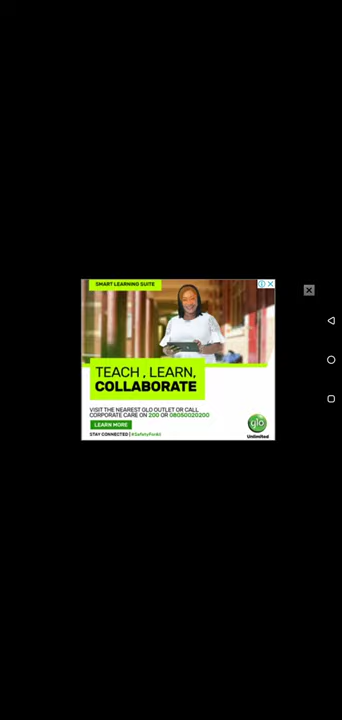 SMART LEARNING SUITE
TEACH , LEARN,
COLLABORATE
VISIT THE NEAREST GLO OUTLET OR CALL
CORPORATE CARE ON 200 OR 08050020200
LEARN MORE
STAY CONNECTED | #SafetyForAll
glo
Unlimited